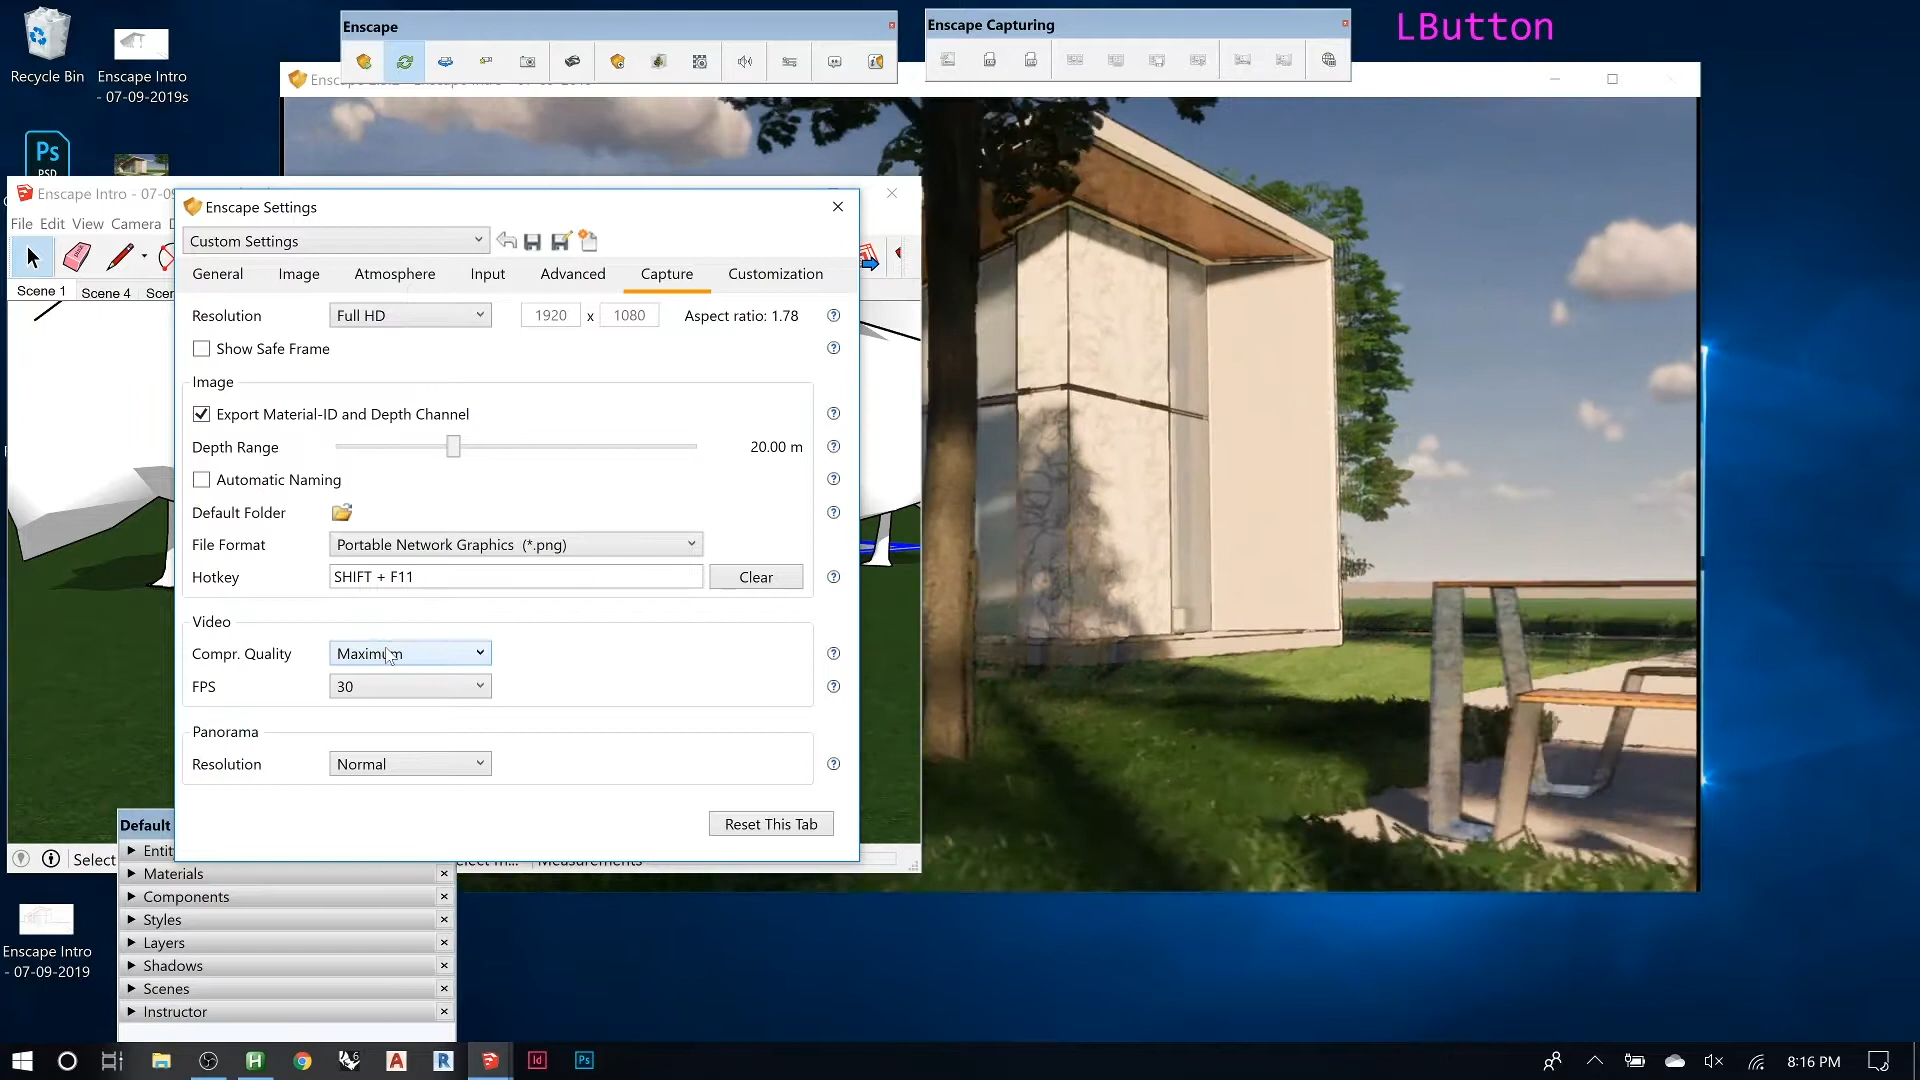 Recycle Bin
Enscape Intro
- 07-09-2019s
Enscape
Enscape Capturing
LButton
Ps
PSD
Enscape Intro - 07-09
File Edit View Camera
Scene 1
Scene 4
Enscape Settings
Custom Settings
General
Image
Atmosphere
Input
Advanced
Capture
Customization
Resolution
Full HD
1920 x 1080
Aspect ratio: 1.78
Show Safe Frame
Image
Export Material-ID and Depth Channel
Depth Range
20.00 m
Automatic Naming
Default Folder
File Format
Portable Network Graphics (*.png)
Hotkey
SHIFT + F11
Clear
Video
Compr. Quality
Maximum
FPS
30
Panorama
Resolution
Normal
Reset This Tab
Default
Select
Measurements
Materials
Components
Styles
Layers
Shadows
Scenes
Instructor
Enscape Intro
- 07-09-2019
Id
Ps
8:16 PM